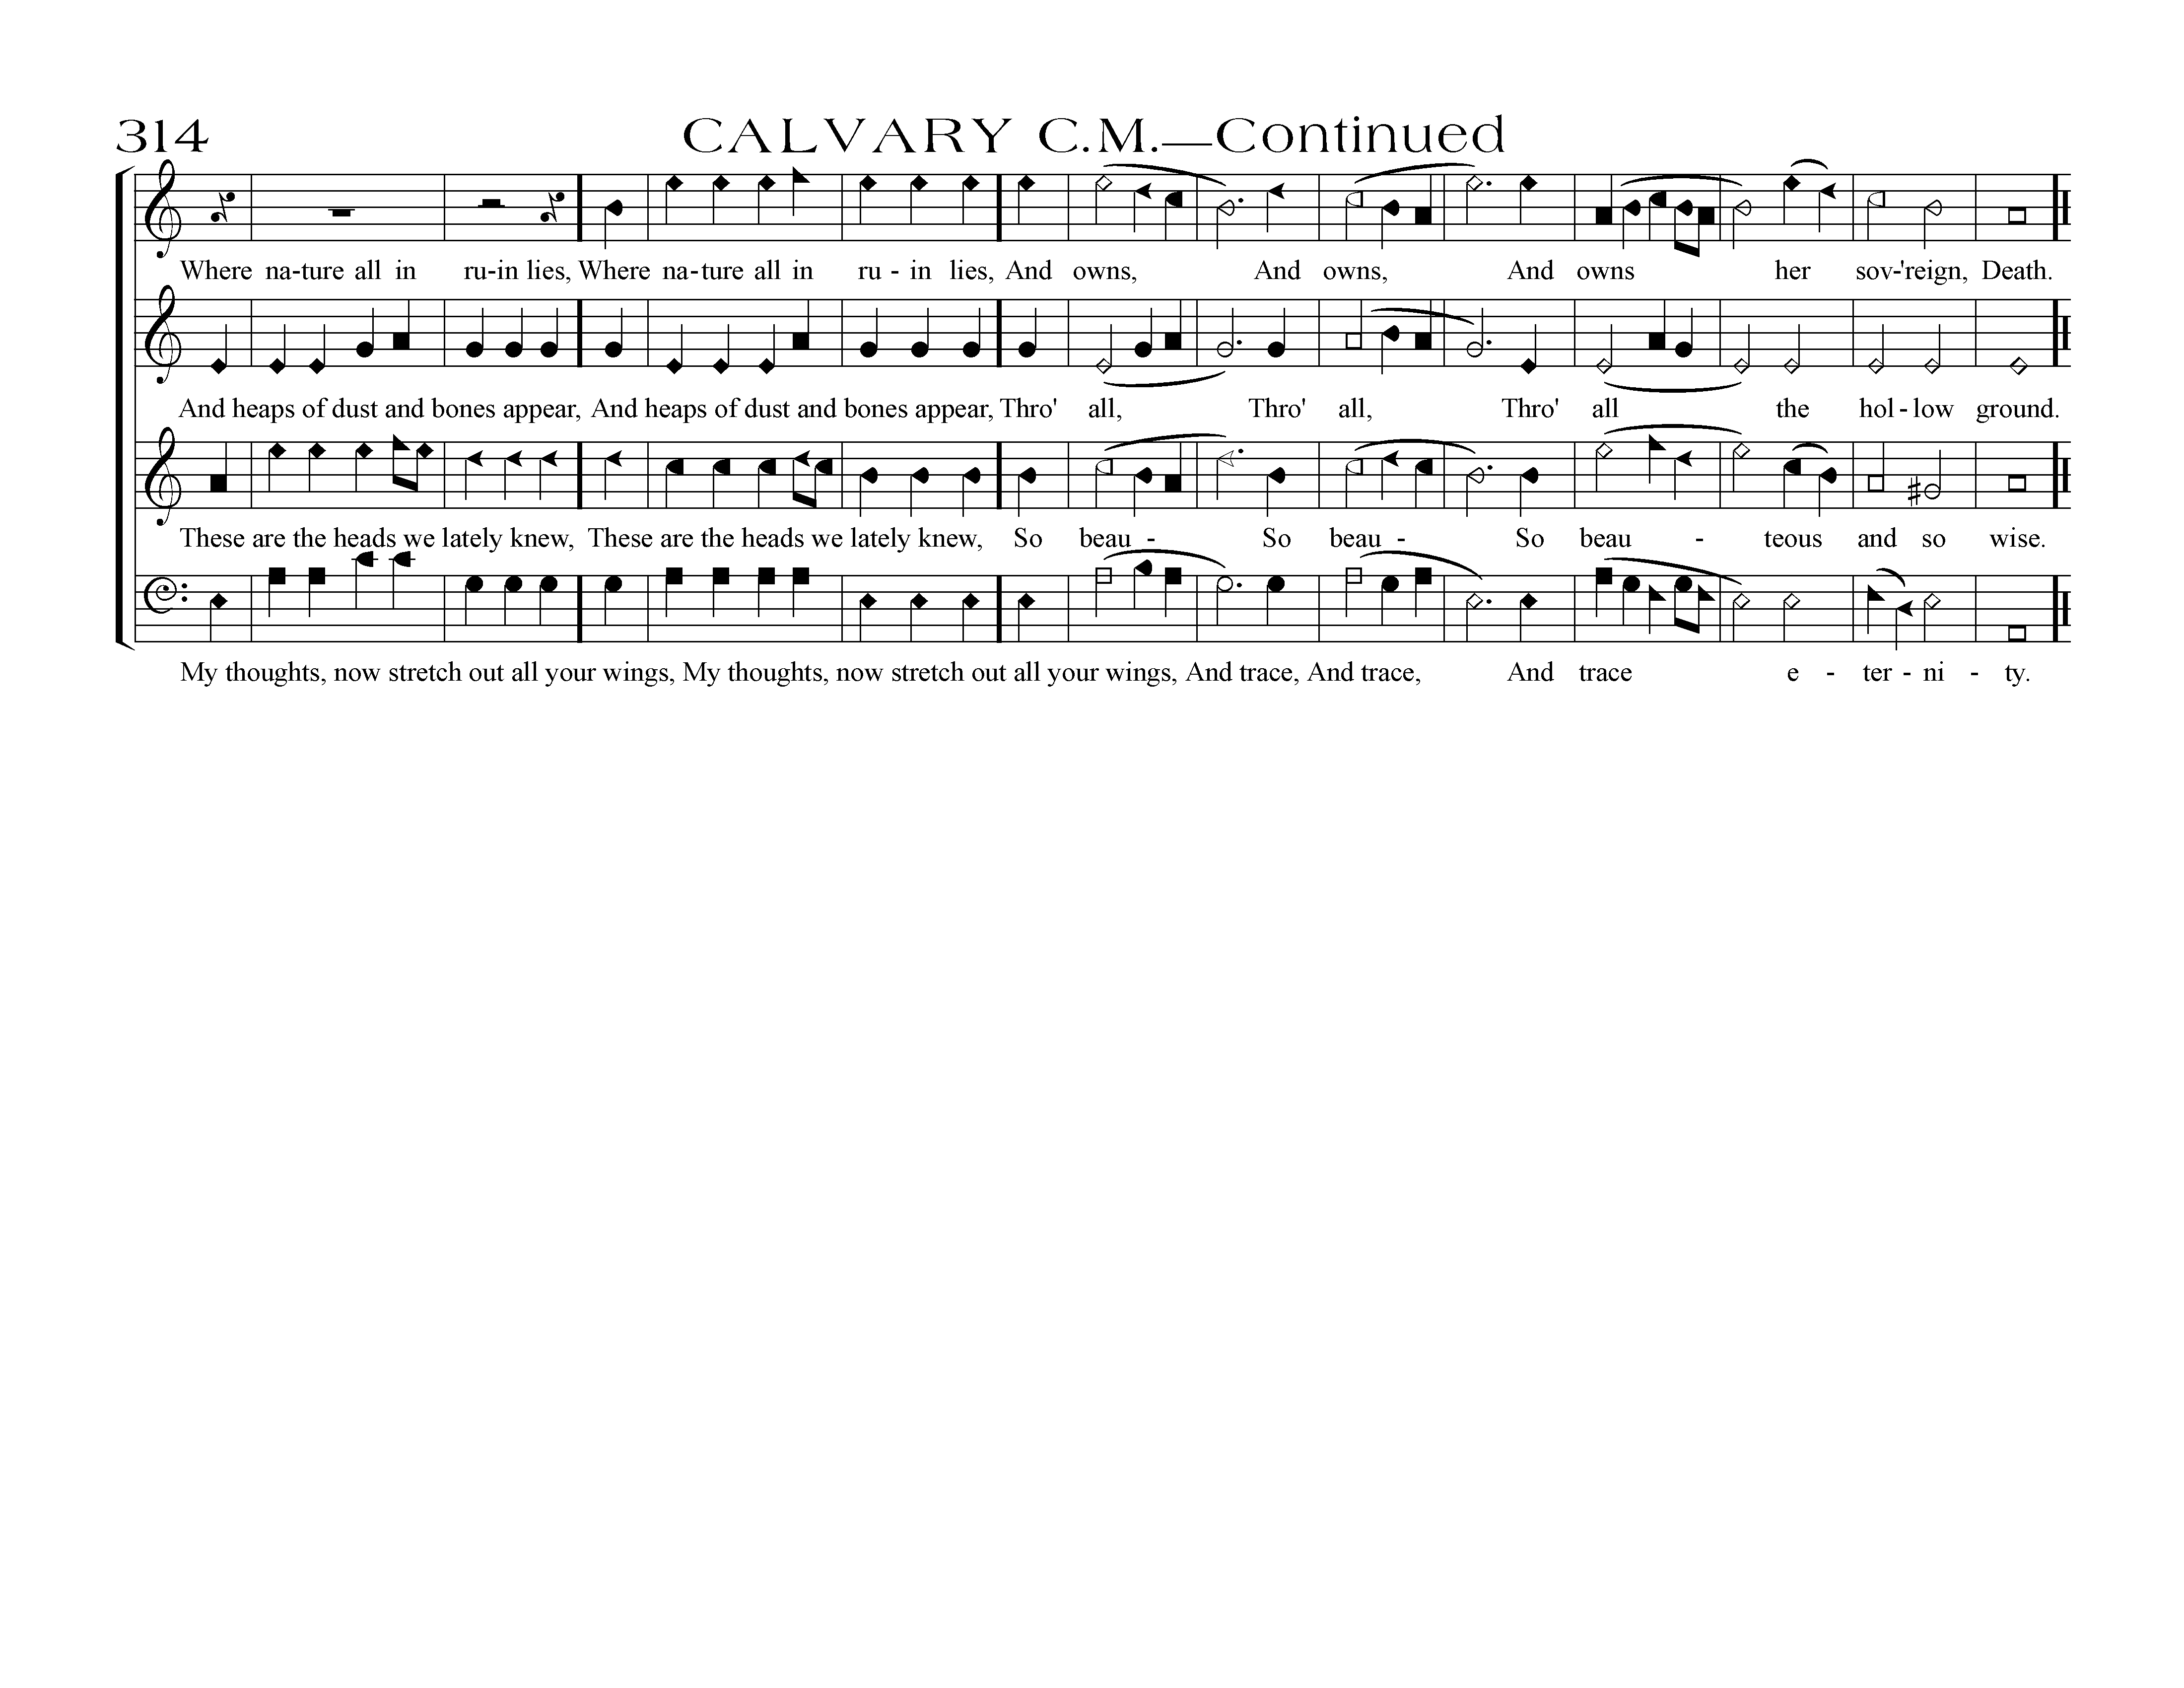 314 CALVARY C.M.—Continued
Where na-ture all in ru-in lies, Where na-ture all in ru - in lies, And owns, And owns, And owns her sov-'reign, Death.
And heaps of dust and bones appear, And heaps of dust and bones appear, Thro' all, Thro' all, Thro' all the hol - low ground.
These are the heads we lately knew, These are the heads we lately knew, So beau - So beau - So beau - teous and so wise.
My thoughts, now stretch out all your wings, My thoughts, now stretch out all your wings, And trace, And trace, And trace e - ter - ni - ty.